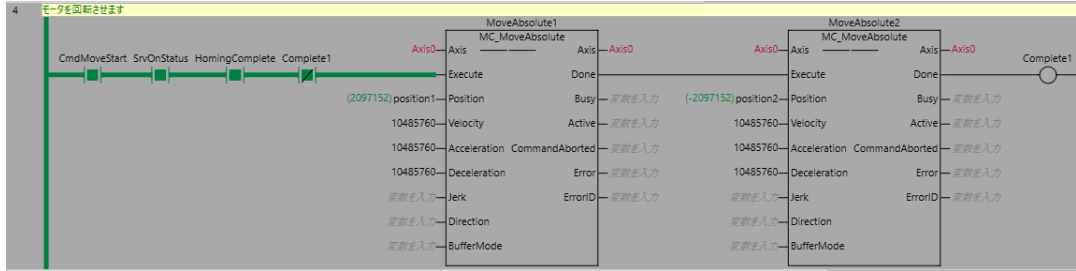 4 モータを回転させます
MoveAbsolute1 MoveAbsolute2
MC_MoveAbsolute MC_MoveAbsolute
Axis0 Axis Axis Axis0 Axis0 Axis Axis Axis0
CmdMoveStart SrvOnStatus HomingComplete Complete1 Complete1
Execute Done Execute Done
(2097152) position1 Position Busy 変数を入力 (-2097152) position2 Position Busy 変数を入力
10485760 Velocity Active 変数を入力 10485760 Velocity Active 変数を入力
10485760 Acceleration CommandAborted 変数を入力 10485760 Acceleration CommandAborted 変数を入力
10485760 Deceleration Error 変数を入力 10485760 Deceleration Error 変数を入力
変数を入力 Jerk ErrorID 変数を入力 変数を入力 Jerk ErrorID 変数を入力
変数を入力 Direction 変数を入力 Direction
変数を入力 BufferMode 変数を入力 BufferMode